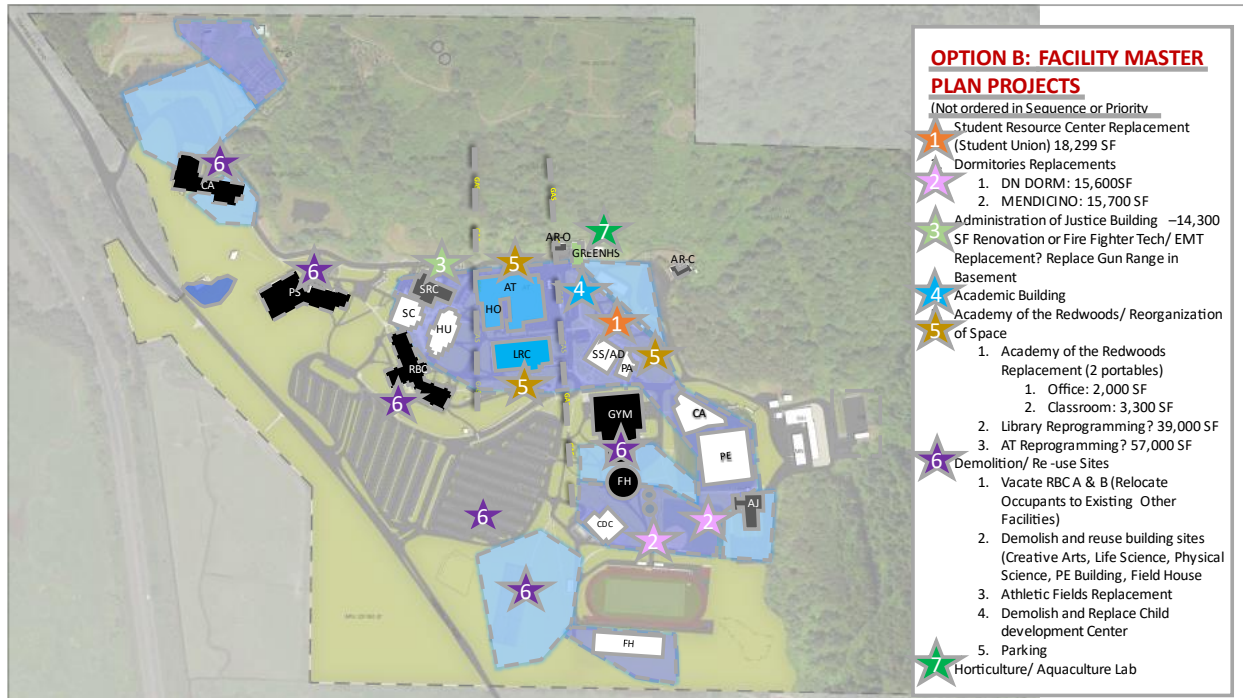 OPTION B: FACILITY MASTER
PLAN PROJECTS
(Not ordered in Sequence or Priority
1
Student Resource Center Replacement
(Student Union) 18,299 SF
2
Dormitories Replacements
1. DN DORM: 15,600SF
2. MENDICINO: 15,700 SF
3
Administration of Justice Building –14,300
SF Renovation or Fire Fighter Tech/ EMT
Replacement? Replace Gun Range in
Basement
4
Academic Building
5
Academy of the Redwoods/ Reorganization
of Space
1. Academy of the Redwoods
Replacement (2 portables)
1. Office: 2,000 SF
2. Classroom: 3,300 SF
2. Library Reprogramming? 39,000 SF
3. AT Reprogramming? 57,000 SF
6
Demolition/ Re -use Sites
1. Vacate RBC A & B (Relocate
Occupants to Existing Other
Facilities)
2. Demolish and reuse building sites
(Creative Arts, Life Science, Physical
Science, PE Building, Field House
3. Athletic Fields Replacement
4. Demolish and Replace Child
development Center
5. Parking
7
Horticulture/ Aquaculture Lab
6
CA
7
AR-O
GREENHS
AR-C
GAS
6
3
5
PS
SRC
AT
4
SC
HO
HU
1
LRC
SS/AD
5
PA
RBC
5
6
GYM
CA
6
PE
FH
AJ
6
CDC
2
2
6
FH